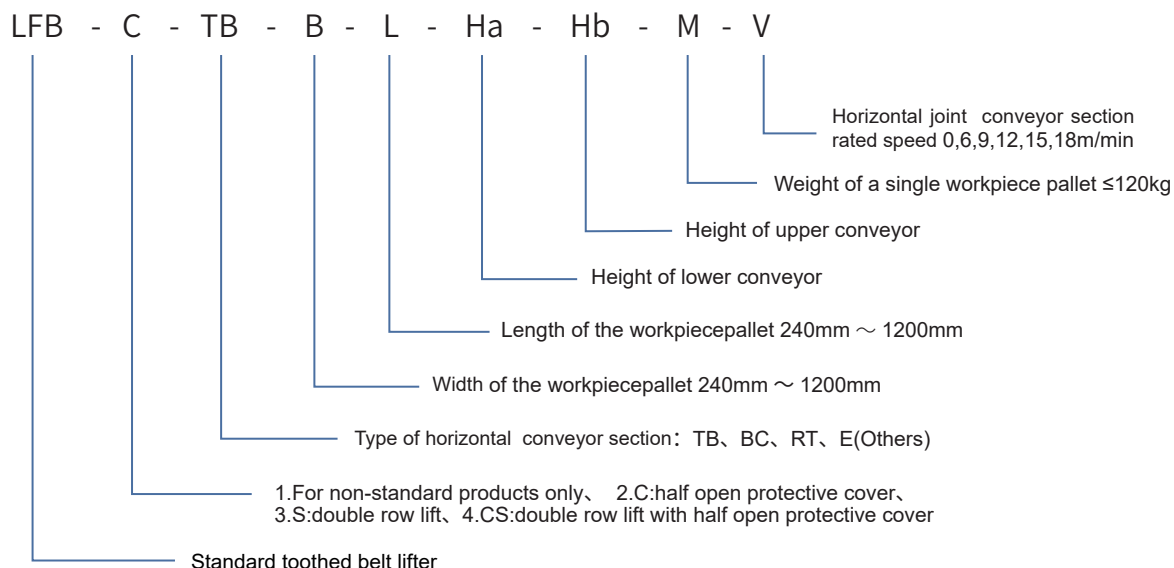 LFB - C - TB - B - L - Ha - Hb - M - V
Horizontal joint conveyor section
rated speed 0,6,9,12,15,18m/min
Weight of a single workpiece pallet ≤120kg
Height of upper conveyor
Height of lower conveyor
Length of the workpiecepallet 240mm ～ 1200mm
Width of the workpiecepallet 240mm ～ 1200mm
Type of horizontal conveyor section：TB、BC、RT、E(Others)
1.For non-standard products only、 2.C:half open protective cover、
3.S:double row lift、4.CS:double row lift with half open protective cover
Standard toothed belt lifter